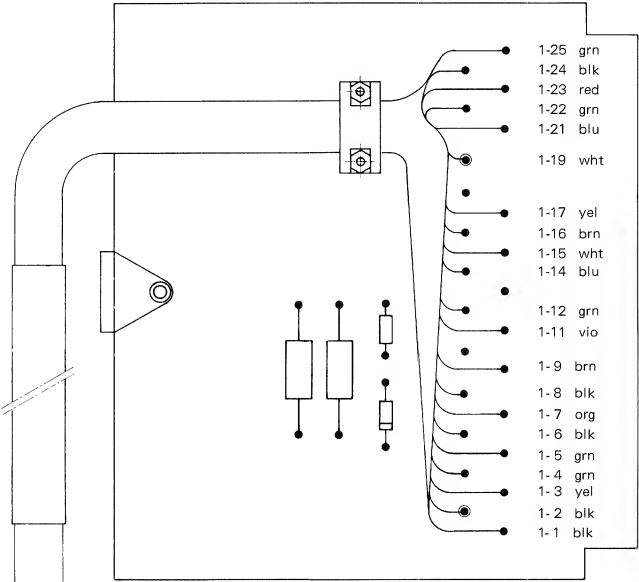 1-25 grn
1-24 blk
1-23 red
1-22 grn
1-21 blu
1-19 wht
1-17 yel
1-16 brn
1-15 wht
1-14 blu
1-12 grn
1-11 vio
1- 9 brn
1- 8 blk
1- 7 org
1- 6 blk
1- 5 grn
1- 4 grn
1- 3 yel
1- 2 blk
1- 1 blk